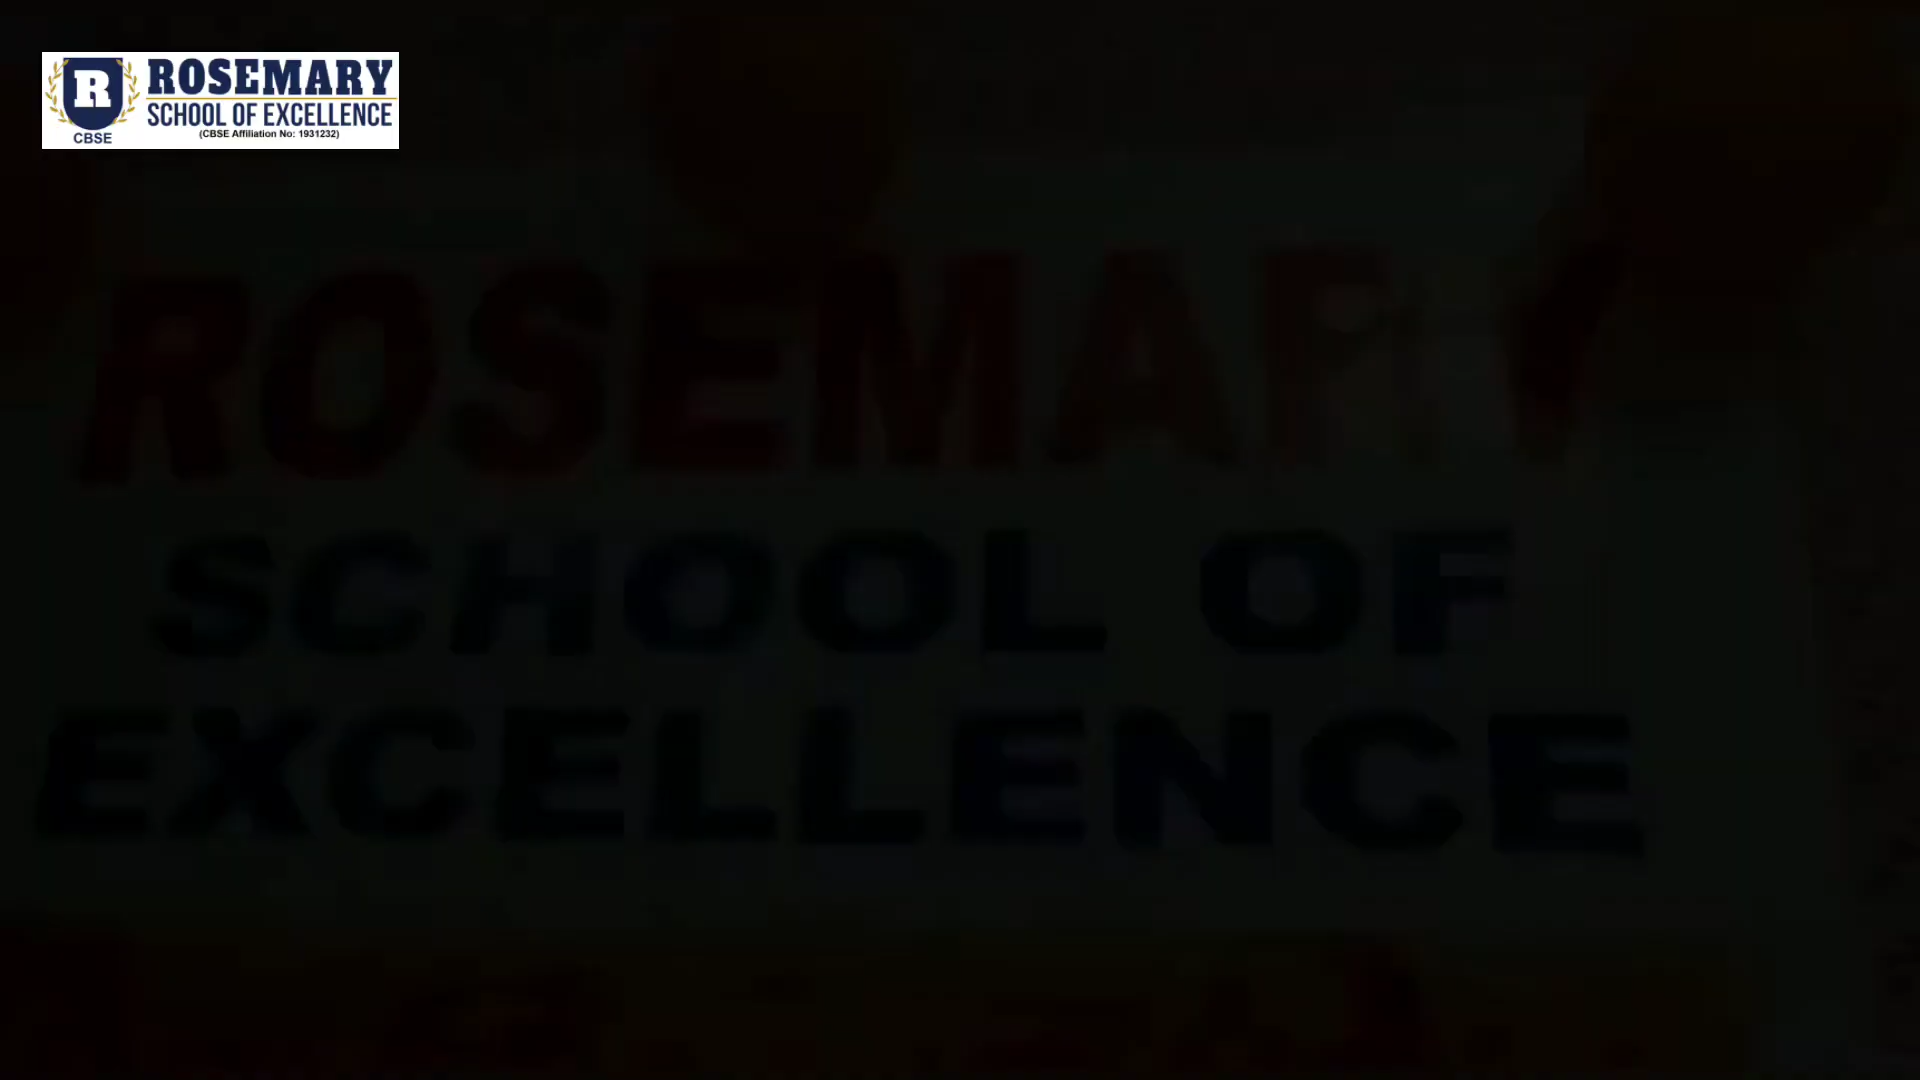 R
CBSE
ROSEMARY
SCHOOL OF EXCELLENCE
(CBSE Affiliation No: 1931232)
ROSEMARY
SCHOOL OF
EXCELLENCE